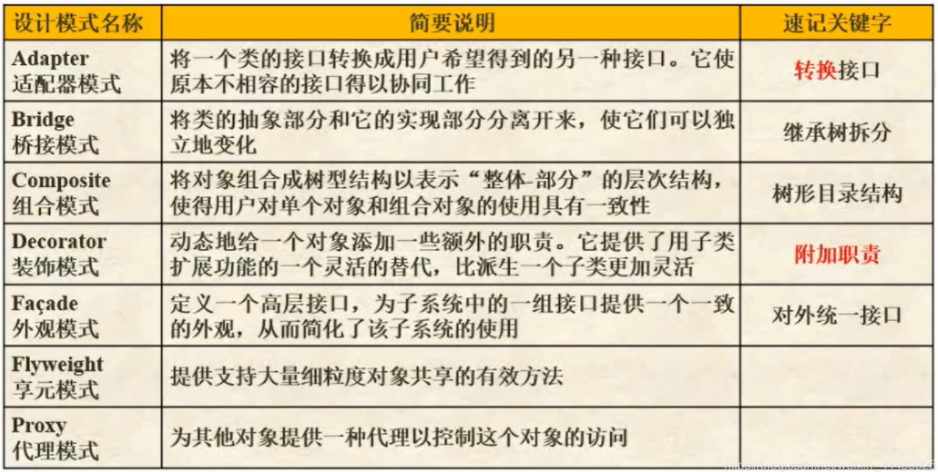 设计模式名称 简要说明 速记关键字
Adapter
适配器模式
将一个类的接口转换成用户希望得到的另一种接口。它使
原本不相容的接口得以协同工作
转换接口
Bridge
桥接模式
将类的抽象部分和它的实现部分分离开来，使它们可以独
立地变化
继承树拆分
Composite
组合模式
将对象组合成树型结构以表示“整体-部分”的层次结构，
使得用户对单个对象和组合对象的使用具有一致性
树形目录结构
Decorator
装饰模式
动态地给一个对象添加一些额外的职责。它提供了用子类
扩展功能的一个灵活的替代，比派生一个子类更加灵活
附加职责
Façade
外观模式
定义一个高层接口，为子系统中的一组接口提供一个一致
的外观，从而简化了该子系统的使用
对外统一接口
Flyweight
享元模式
提供支持大量细粒度对象共享的有效方法
Proxy
代理模式
为其他对象提供一种代理以控制这个对象的访问